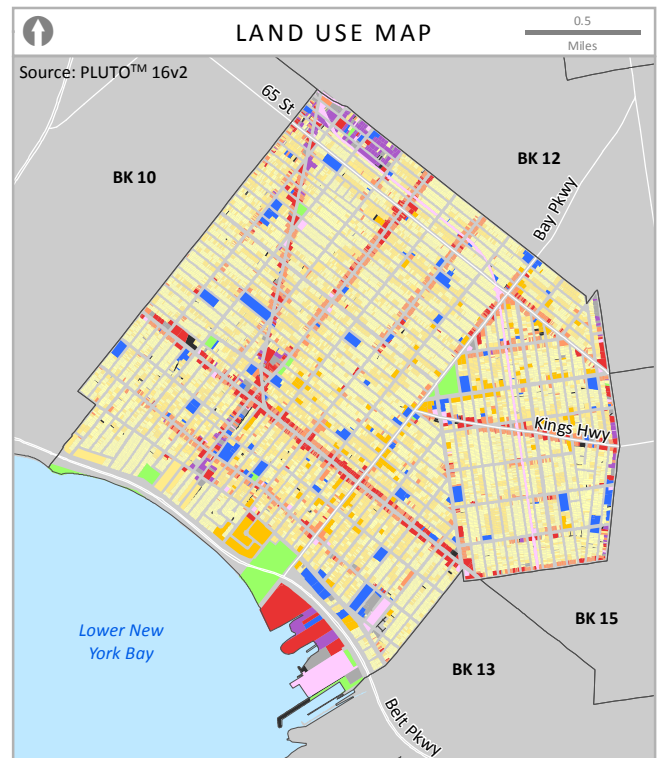 LAND USE MAP
0.5
Miles
Source: PLUTO™ 16v2
65 St
BK 12
BK 10
Bay Pkwy
Kings Hwy
Lower New
York Bay
BK 15
BK 13
Belt Pkwy